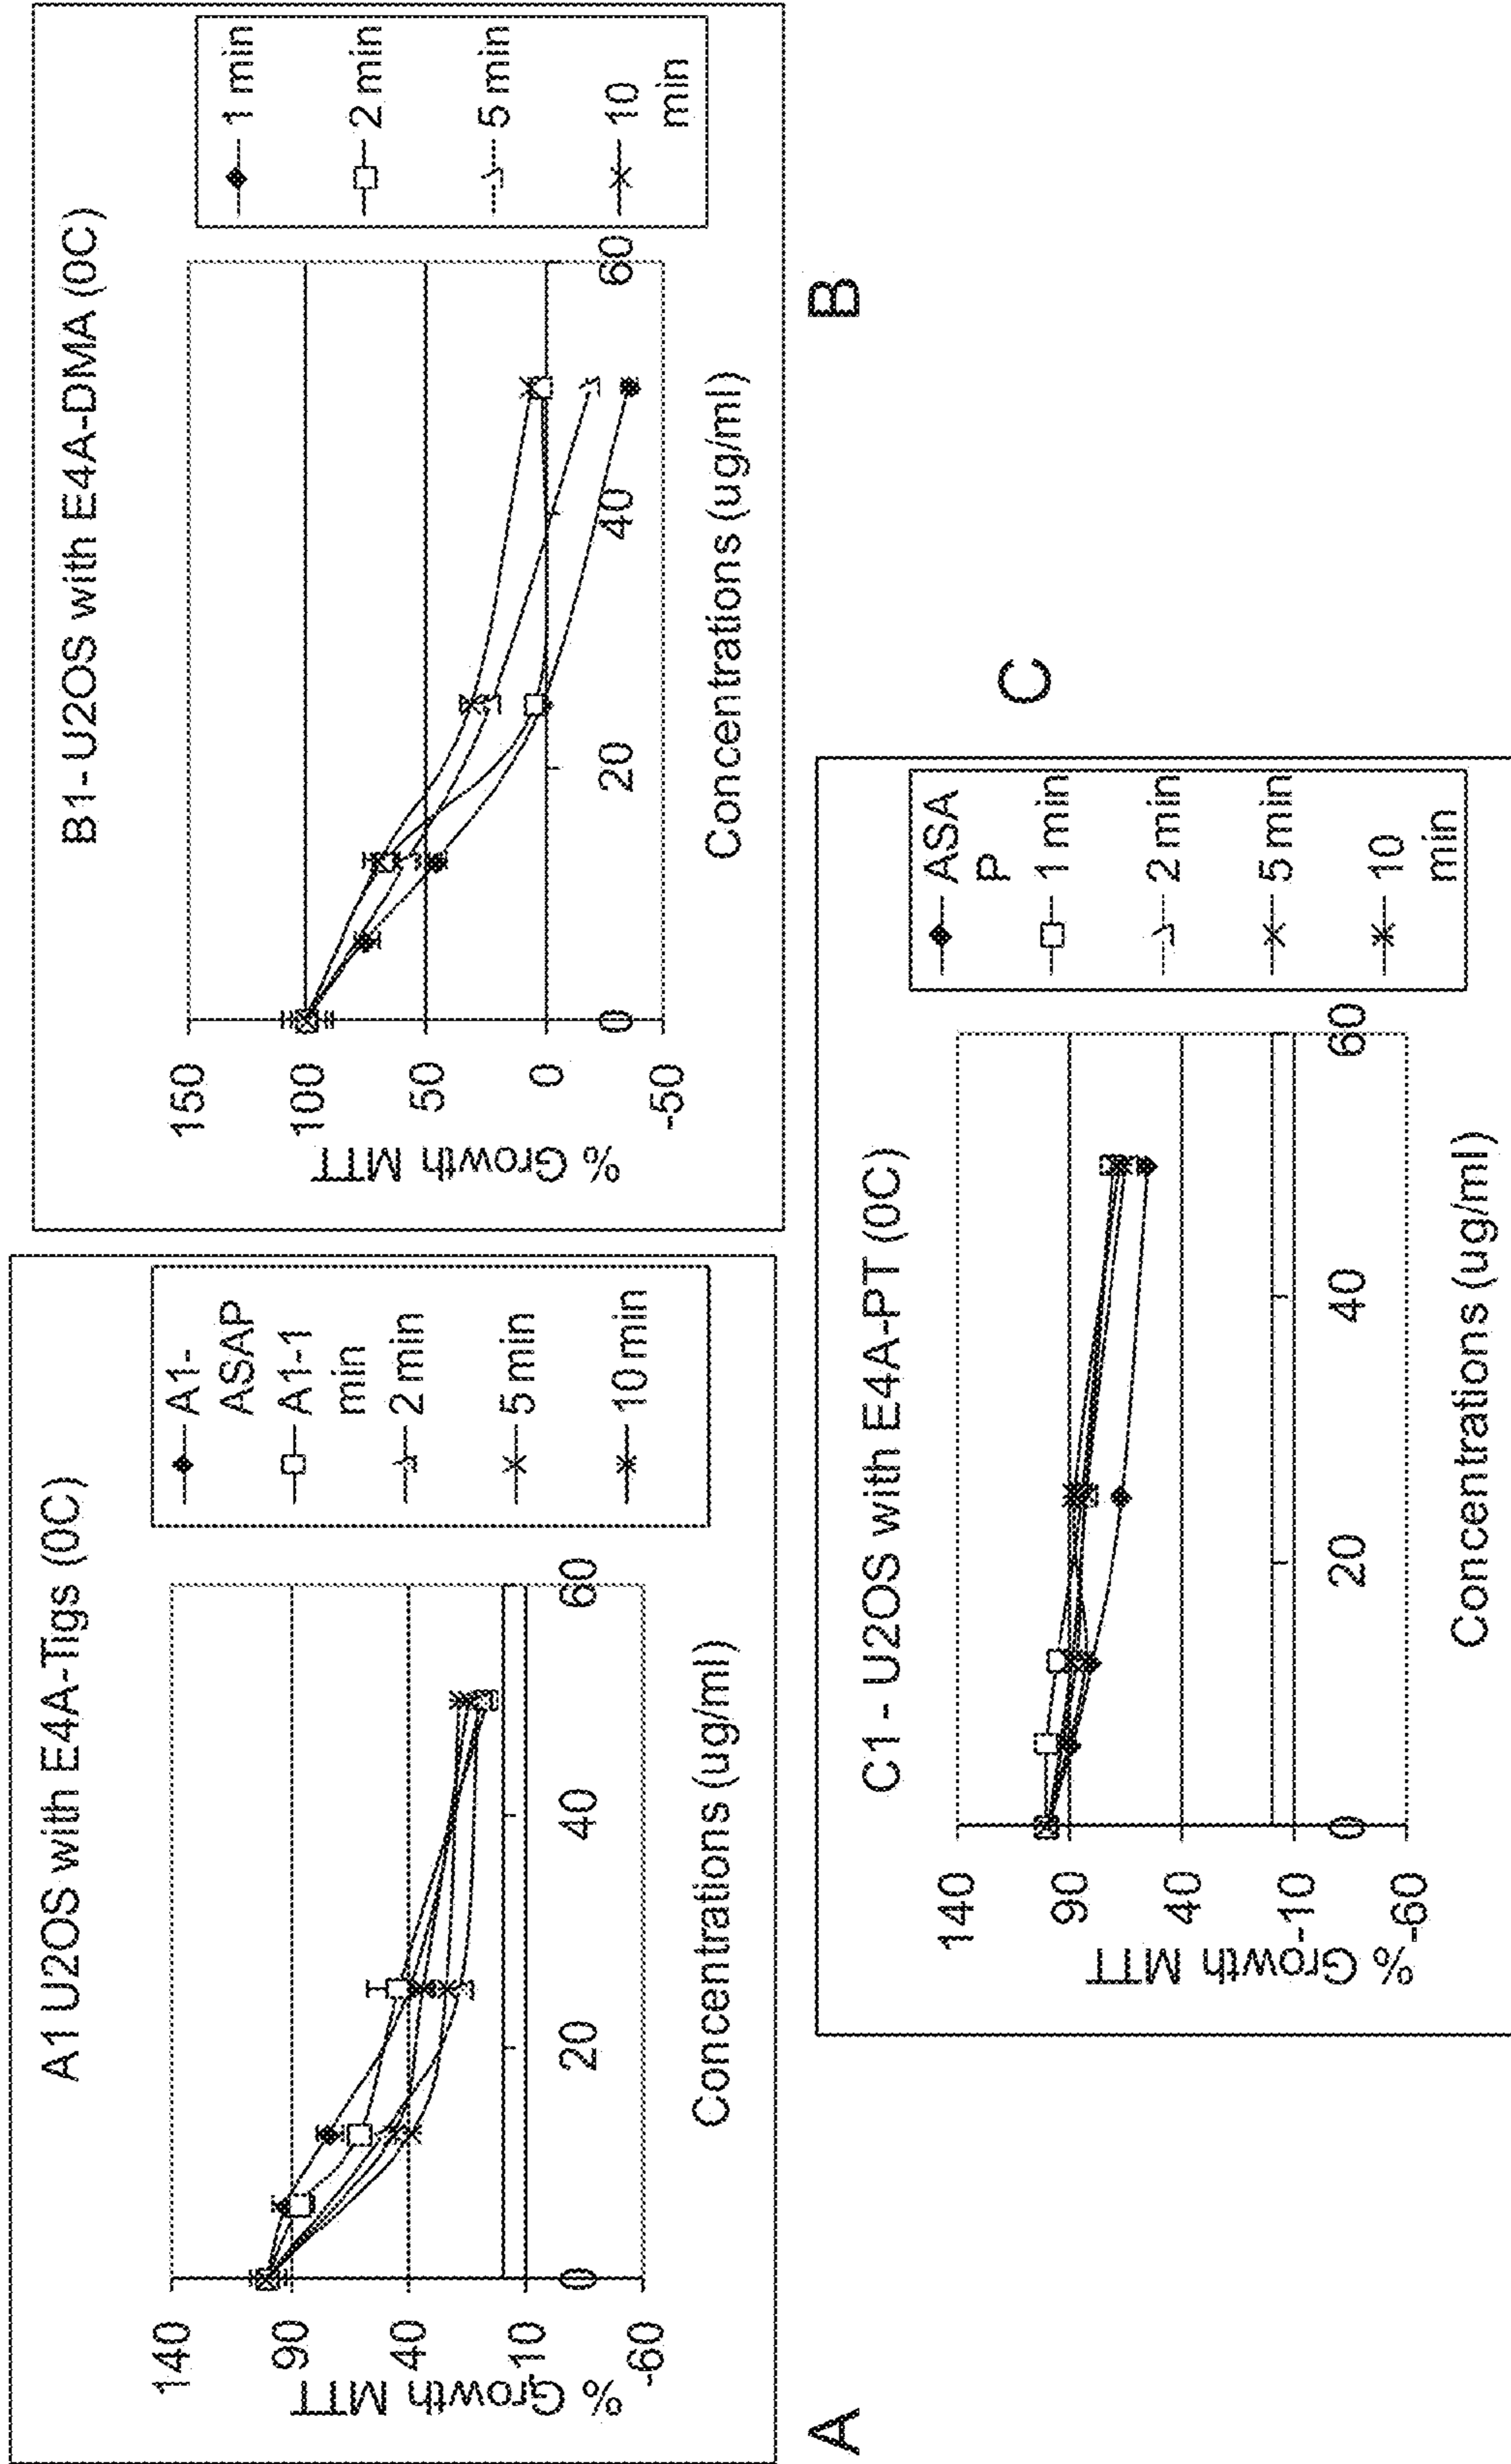 A1 U2OS with E4A-Tigs (0C)
140
90
40
-10
-60
% Growth MTT
0
20
40
60
Concentrations (ug/ml)
A1-
ASAP
A1-1
min
2 min
5 min
10 min
A
B1- U2OS with E4A-DMA (0C)
150
100
50
0
-50
% Growth MTT
0
20
40
60
Concentrations (ug/ml)
1 min
2 min
5 min
10
min
B
C1 - U2OS with E4A-PT (0C)
140
90
40
-10
-60
% Growth MTT
0
20
40
60
Concentrations (ug/ml)
ASA
P
1 min
2 min
5 min
10
min
C